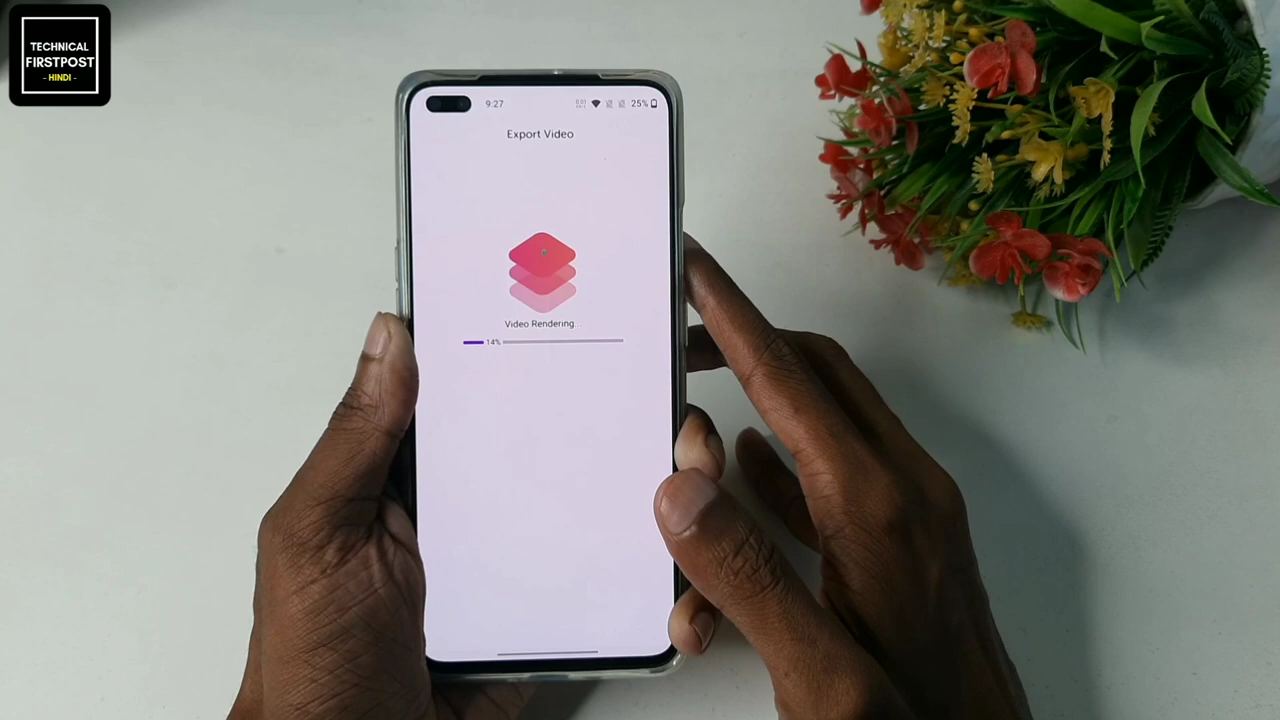 TECHNICAL
FIRSTPOST
- HINDI -
9:27
25%
Export Video
Video Rendering...
14%